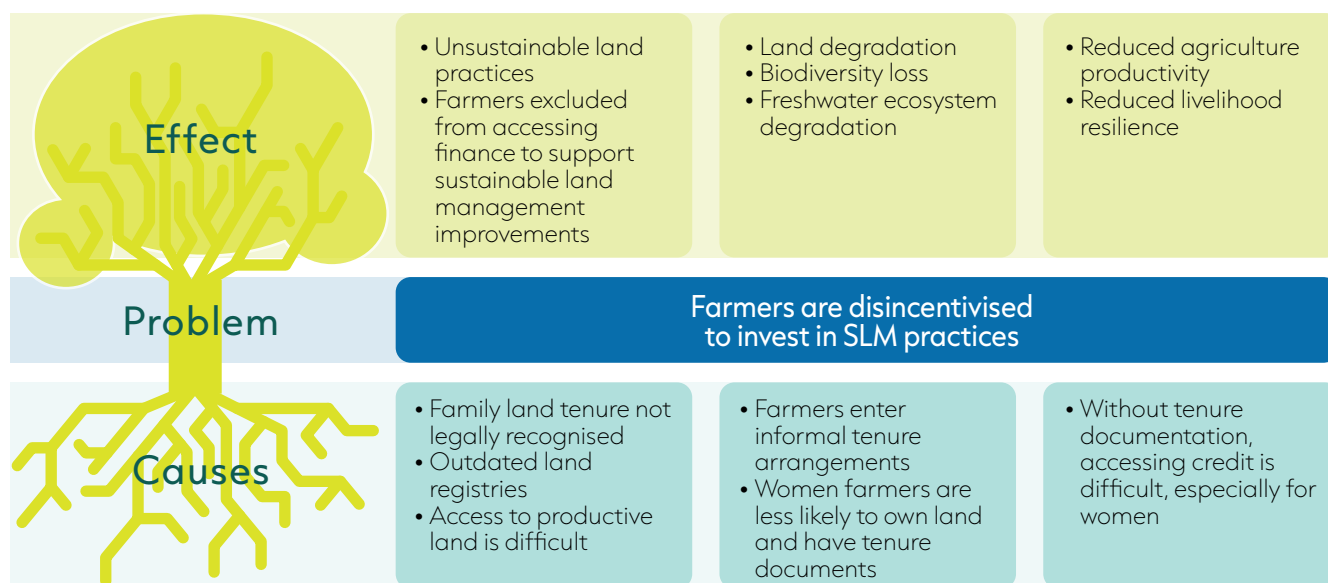 Effect
• Unsustainable land
practices
• Farmers excluded
from accessing
finance to support
sustainable land
management
improvements
• Land degradation
• Biodiversity loss
• Freshwater ecosystem
degradation
• Reduced agriculture
productivity
• Reduced livelihood
resilience
Problem
Farmers are disincentivised
to invest in SLM practices
Causes
• Family land tenure not
legally recognised
• Outdated land
registries
• Access to productive
land is difficult
• Farmers enter
informal tenure
arrangements
• Women farmers are
less likely to own land
and have tenure
documents
• Without tenure
documentation,
accessing credit is
difficult, especially for
women